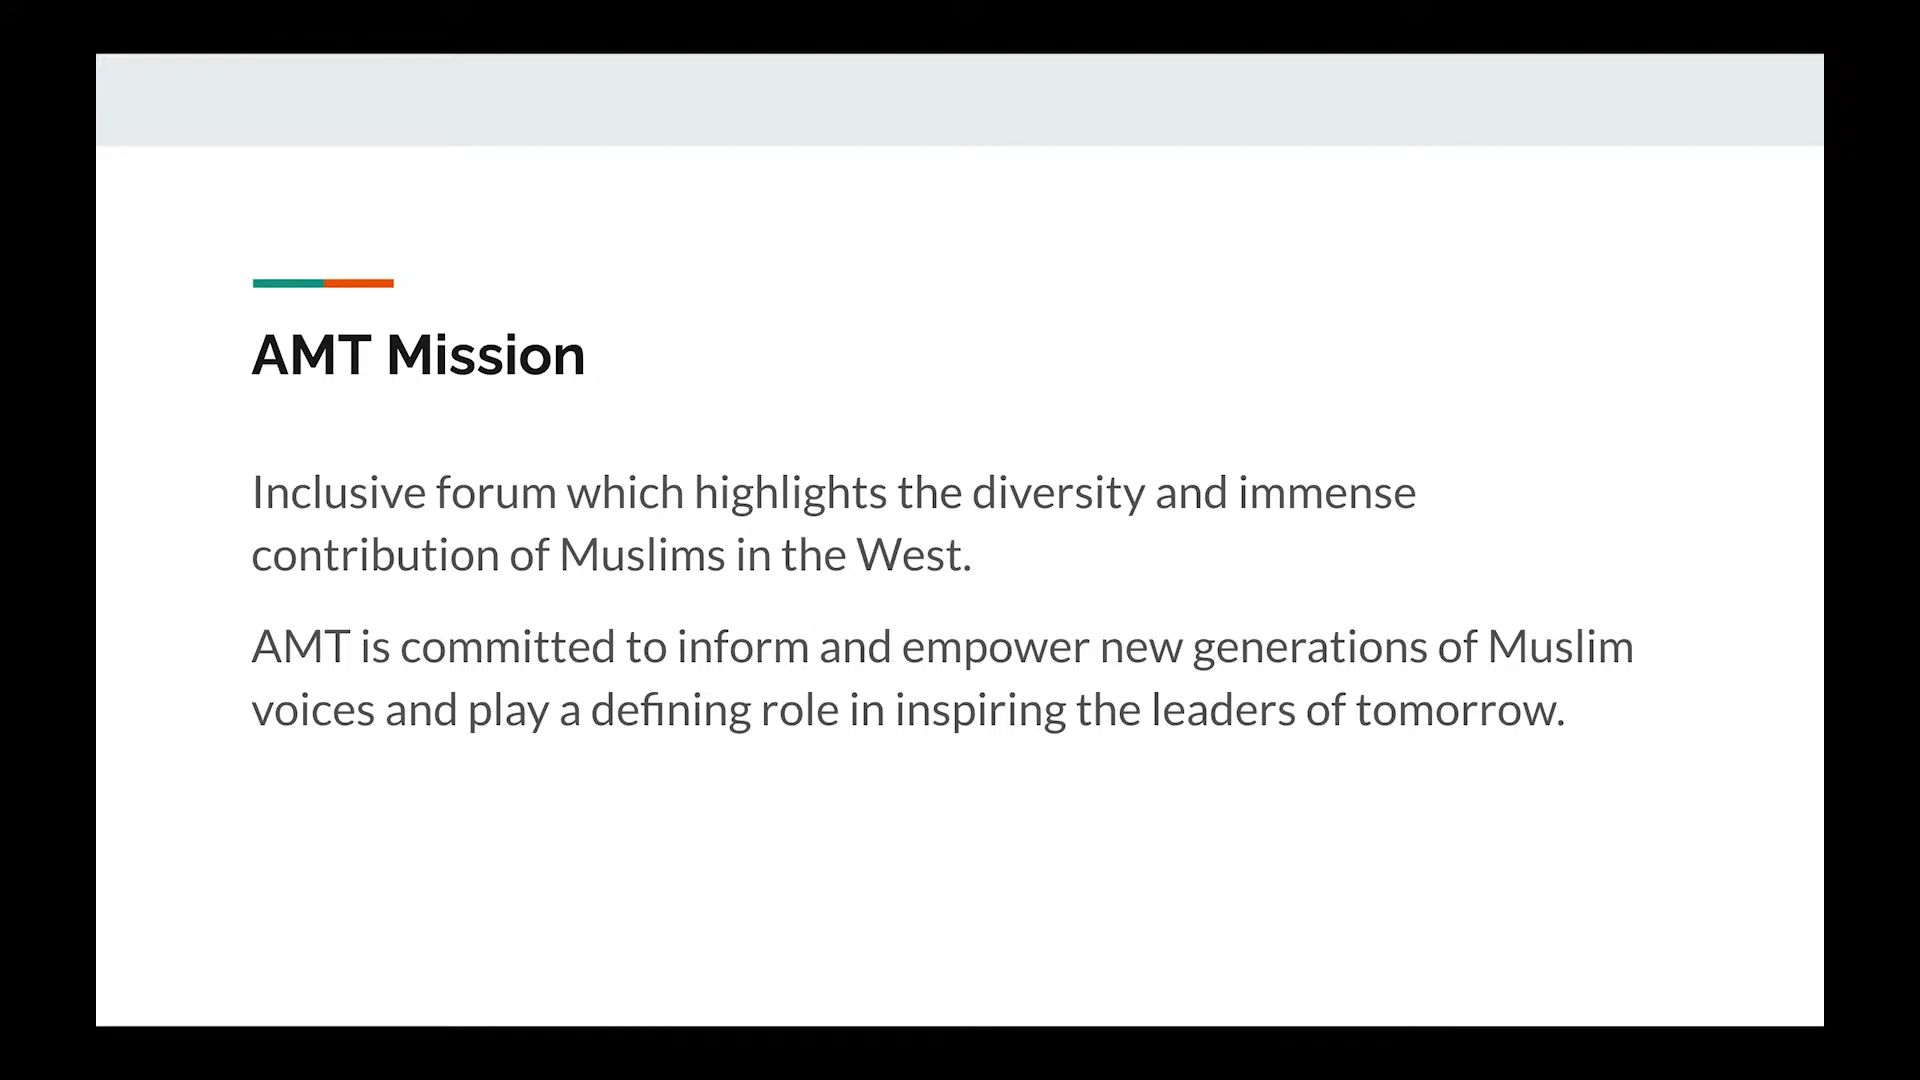 AMT Mission
Inclusive forum which highlights the diversity and immense
contribution of Muslims in the West.
AMT is committed to inform and empower new generations of Muslim
voices and play a defining role in inspiring the leaders of tomorrow.